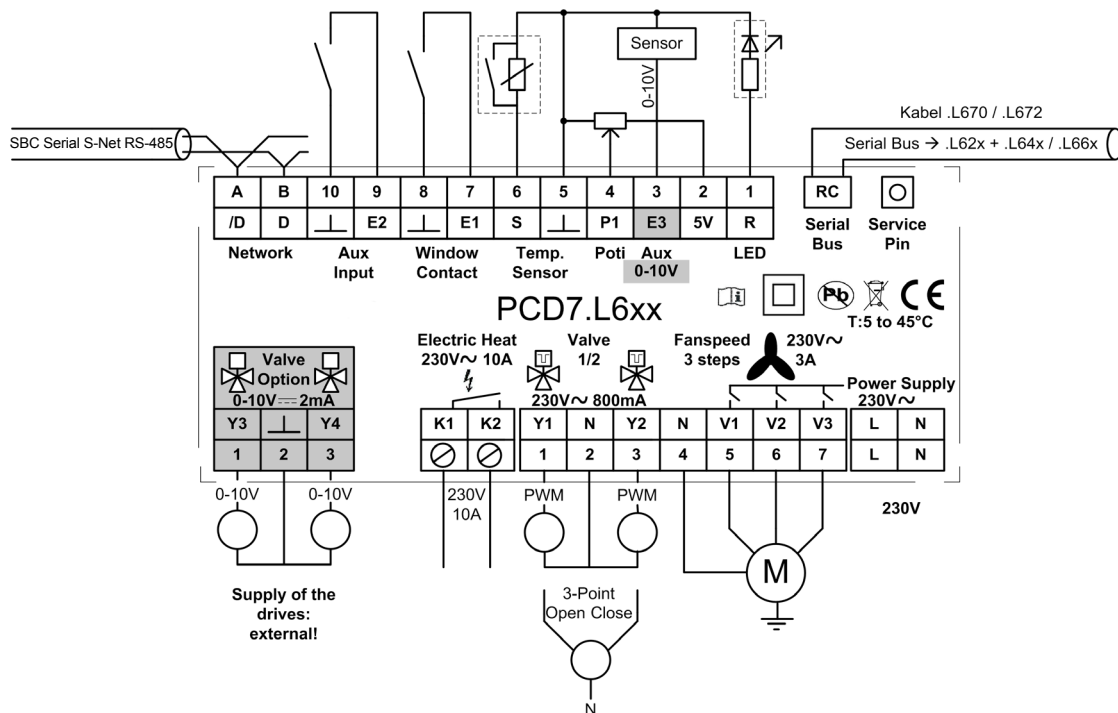 Sensor
0-10V
Kabel .L670 / .L672
SBC Serial S-Net RS-485
Serial Bus → .L62x + .L64x / .L66x
A B 10 9 8 7 6 5 4 3 2 1
/D D ⊥ E2 ⊥ E1 S ⊥ P1 E3 5V R
RC
Network
Aux
Input
Window
Contact
Temp.
Sensor
Poti
Aux
0-10V
LED
Serial
Bus
Service
Pin
PCD7.L6xx
i
Pb
CE
T:5 to 45°C
Valve
Option
0-10V⎓2mA
Electric Heat
230V~ 10A
Valve
1/2
230V~ 800mA
Fanspeed
3 steps
230V~
3A
Power Supply
230V~
Y3 ⊥ Y4
1 2 3
K1 K2
Y1 N Y2 N V1 V2 V3
1 2 3 4 5 6 7
L N
L N
0-10V 0-10V
230V
10A
PWM PWM
230V
M
Supply of the
drives:
external!
3-Point
Open Close
N